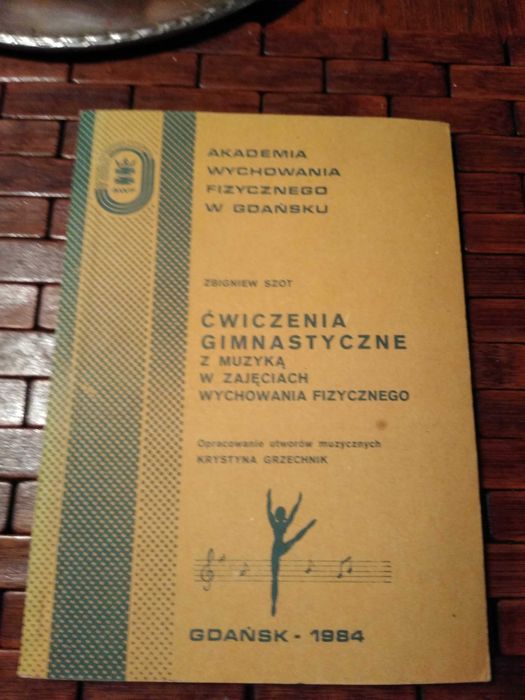 AKADEMIA
WYCHOWANIA
FIZYCZNEGO
W GDAŃSKU
ZBIGNIEW SZOT
ĆWICZENIA
GIMNASTYCZNE
Z MUZYKĄ
W ZAJĘCIACH
WYCHOWANIA FIZYCZNEGO
Opracowanie utworów muzycznych
KRYSTYNA GRZECHNIK
GDAŃSK - 1984